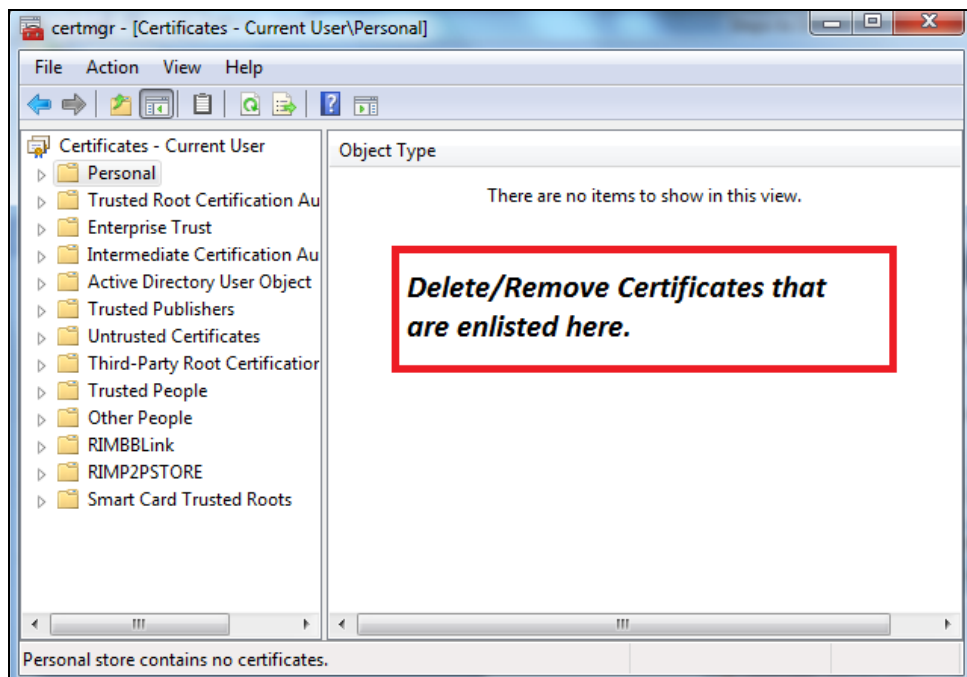 certmgr - [Certificates - Current User\Personal]
File Action View Help
Certificates - Current User
Personal
Trusted Root Certification Au
Enterprise Trust
Intermediate Certification Au
Active Directory User Object
Trusted Publishers
Untrusted Certificates
Third-Party Root Certification
Trusted People
Other People
RIMBBLink
RIMP2PSTORE
Smart Card Trusted Roots
Object Type
There are no items to show in this view.
Delete/Remove Certificates that
are enlisted here.
Personal store contains no certificates.